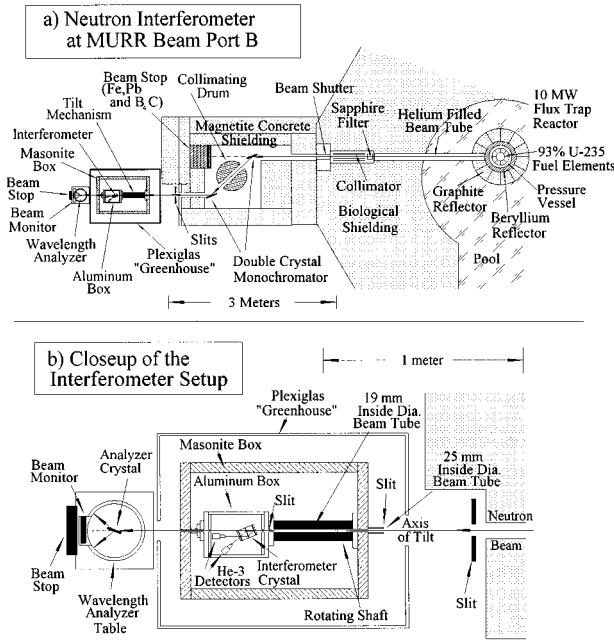 a) Neutron Interferometer
at MURR Beam Port B
Beam Stop
(Fe,Pb
and B₄C)
Collimating
Drum
Tilt
Mechanism
Interferometer
Masonite
Box
Beam
Stop
Beam
Monitor
Wavelength
Analyzer
Aluminum
Box
Plexiglas
"Greenhouse"
Slits
Magnetite Concrete
Shielding
Beam Shutter
Sapphire
Filter
Helium Filled
Beam Tube
10 MW
Flux Trap
Reactor
93% U-235
Fuel Elements
Pressure
Vessel
Beryllium
Reflector
Graphite
Reflector
Pool
Collimator
Biological
Shielding
Double Crystal
Monochromator
3 Meters
b) Closeup of the
Interferometer Setup
1 meter
Plexiglas
"Greenhouse"
19 mm
Inside Dia.
Beam Tube
25 mm
Inside Dia.
Beam Tube
Masonite Box
Analyzer
Crystal
Beam
Monitor
Aluminum Box
Slit
Slit
Axis
of Tilt
Neutron
Beam
Slit
He-3
Detectors
Interferometer
Crystal
Rotating Shaft
Beam
Stop
Wavelength
Analyzer
Table